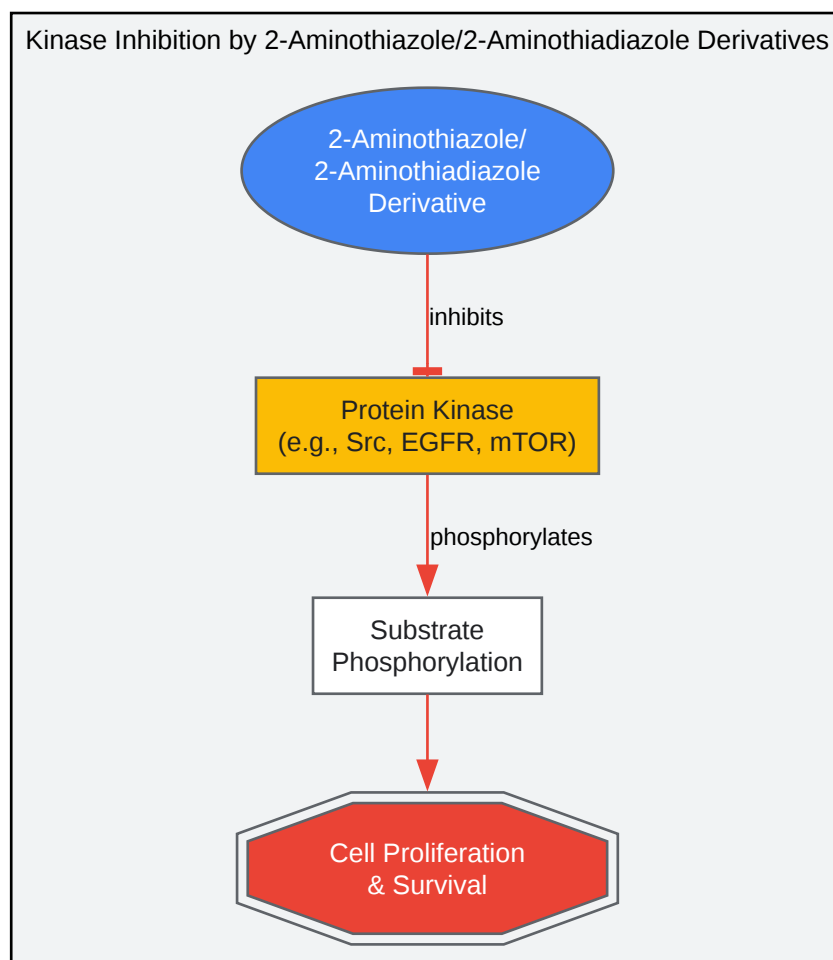 Kinase Inhibition by 2-Aminothiazole/2-Aminothiadiazole Derivatives
2-Aminothiazole/
2-Aminothiadiazole
Derivative
inhibits
Protein Kinase
(e.g., Src, EGFR, mTOR)
phosphorylates
Substrate
Phosphorylation
Cell Proliferation
& Survival